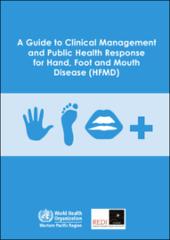 A Guide to Clinical Management
and Public Health Response
for Hand, Foot and Mouth
Disease (HFMD)
World Health
Organization
Western Pacific Region
REDI